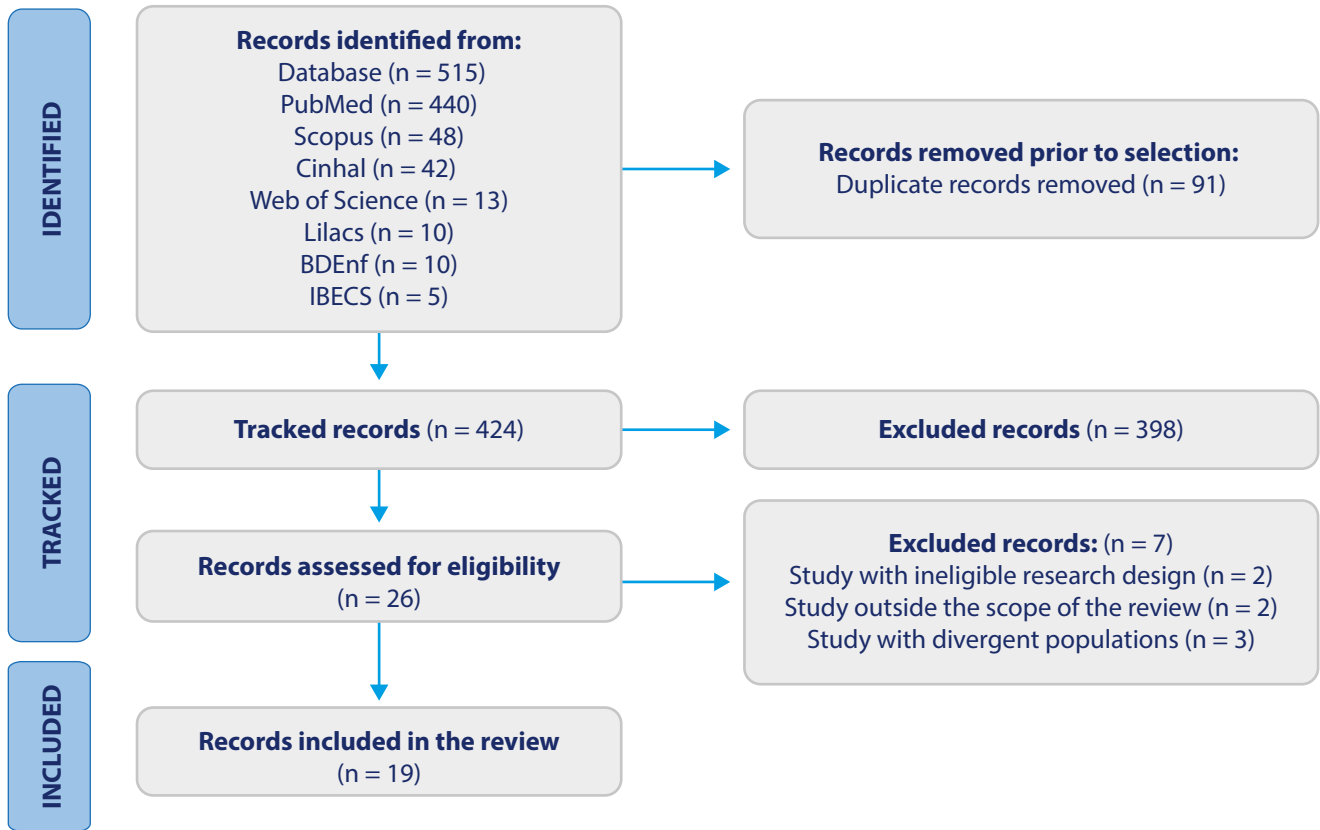 IDENTIFIED
Records identified from:
Database (n = 515)
PubMed (n = 440)
Scopus (n = 48)
Cinhal (n = 42)
Web of Science (n = 13)
Lilacs (n = 10)
BDEnf (n = 10)
IBECS (n = 5)
Records removed prior to selection:
Duplicate records removed (n = 91)
TRACKED
Tracked records (n = 424)
Excluded records (n = 398)
Records assessed for eligibility
(n = 26)
Excluded records: (n = 7)
Study with ineligible research design (n = 2)
Study outside the scope of the review (n = 2)
Study with divergent populations (n = 3)
INCLUDED
Records included in the review
(n = 19)